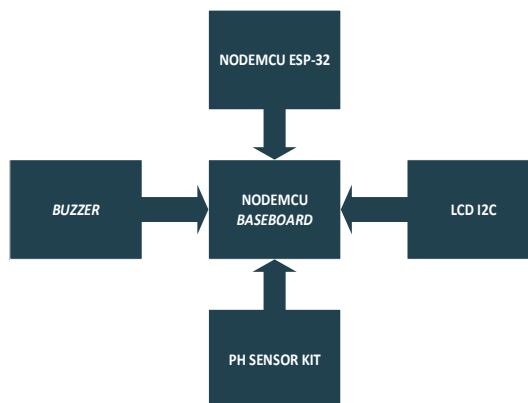 NODEMCU ESP-32
BUZZER
NODEMCU
BASEBOARD
LCD I2C
PH SENSOR KIT